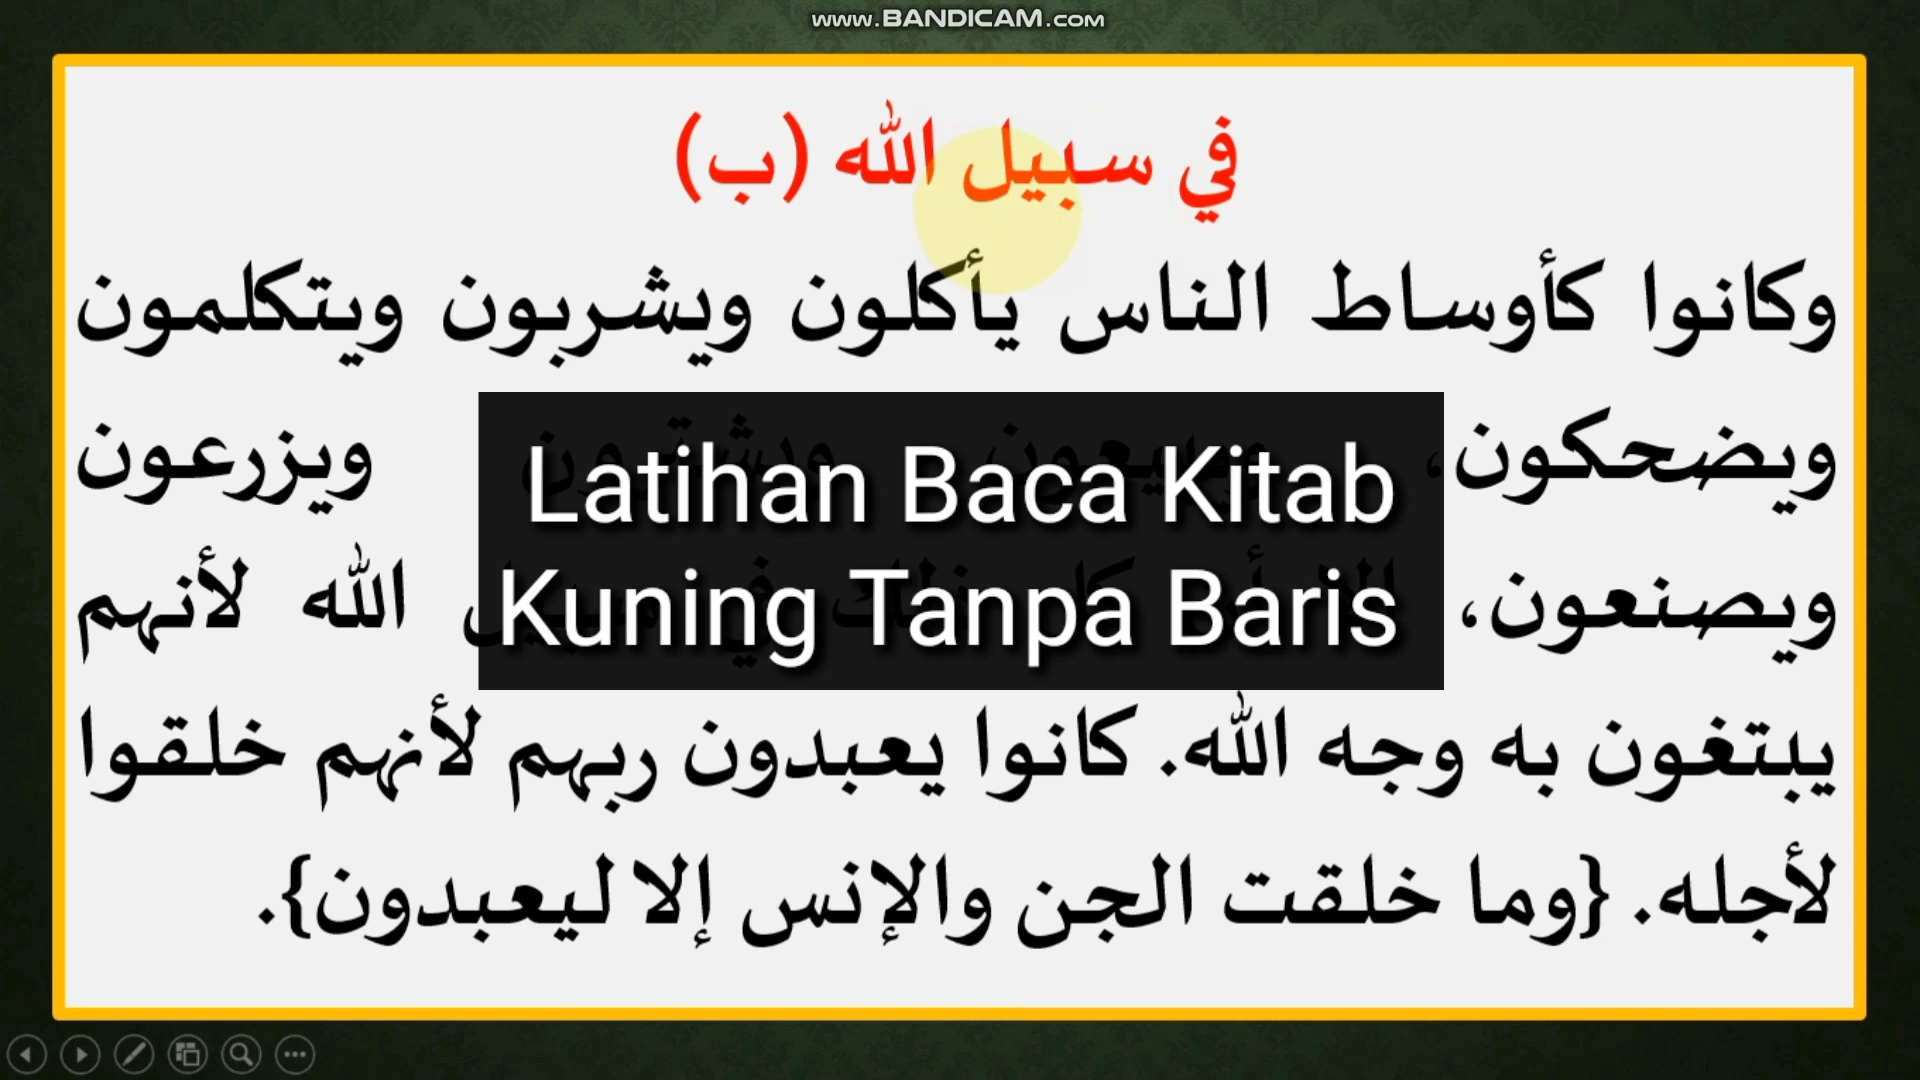 www.BANDICAM.com
في سبيل الله (ب)
وكانوا كأوساط الناس يأكلون ويشربون ويتكلمون
ويضحكون، ويبيعون ويشترون ويزرعون
ويصنعون، الله لأنهم
Latihan Baca Kitab
Kuning Tanpa Baris
يبتغون به وجه الله. كانوا يعبدون ربهم لأنهم خلقوا
لأجله. {وما خلقت الجن والإنس إلا ليعبدون}.